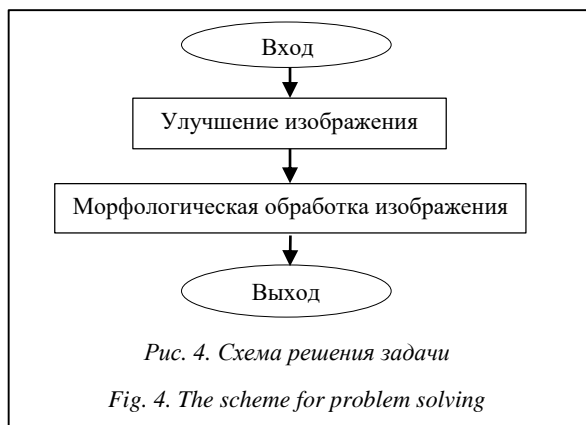 Вход
Улучшение изображения
Морфологическая обработка изображения
Выход
Рис. 4. Схема решения задачи
Fig. 4. The scheme for problem solving